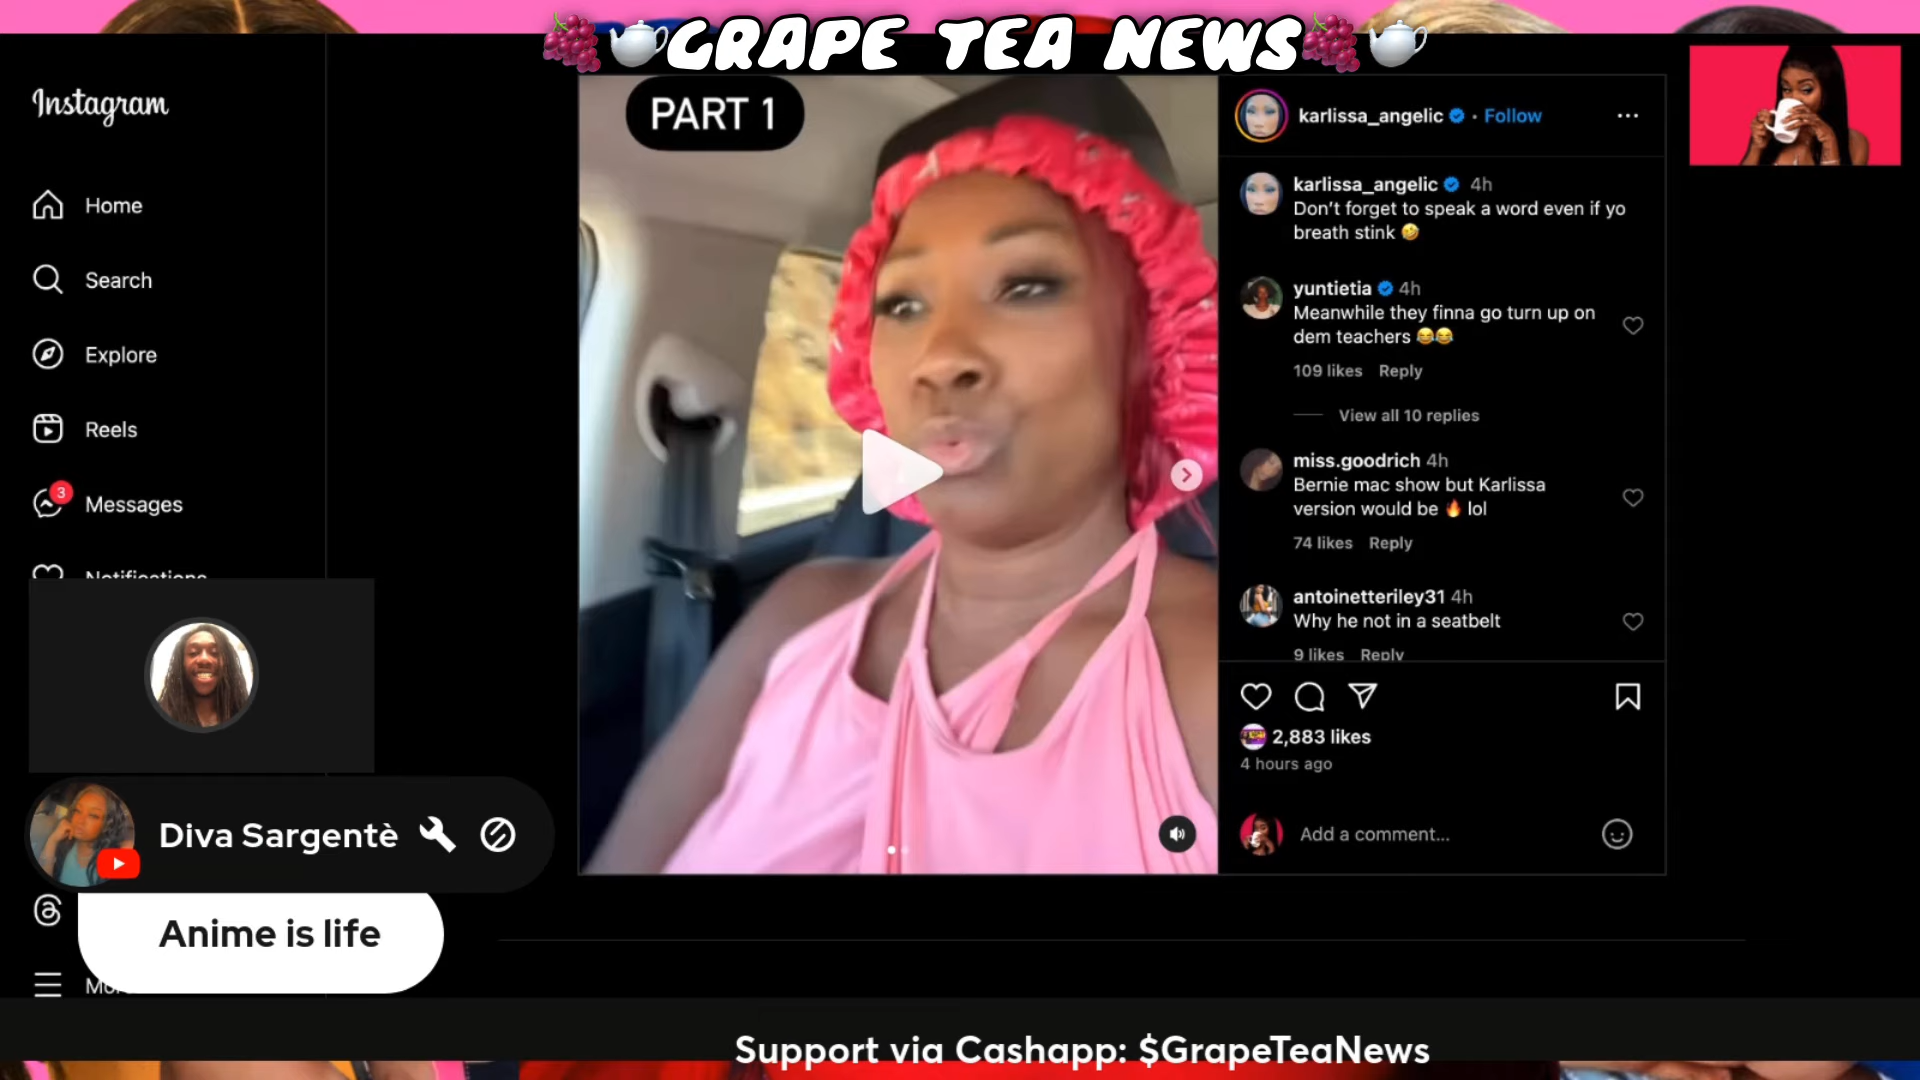 GRAPE TEA NEWS
Instagram
Home
Search
Explore
Reels
3
Messages
Notifications
More
PART 1
karlissa_angelic • Follow
karlissa_angelic 4h
Don't forget to speak a word even if yo
breath stink 🤣
yuntietia 4h
Meanwhile they finna go turn up on
dem teachers 😂😂
109 likes Reply
View all 10 replies
miss.goodrich 4h
Bernie mac show but Karlissa
version would be 🔥 lol
74 likes Reply
antoinetteriley31 4h
Why he not in a seatbelt
9 likes Reply
2,883 likes
4 hours ago
Add a comment...
Diva Sargentè
Anime is life
Support via Cashapp: $GrapeTeaNews